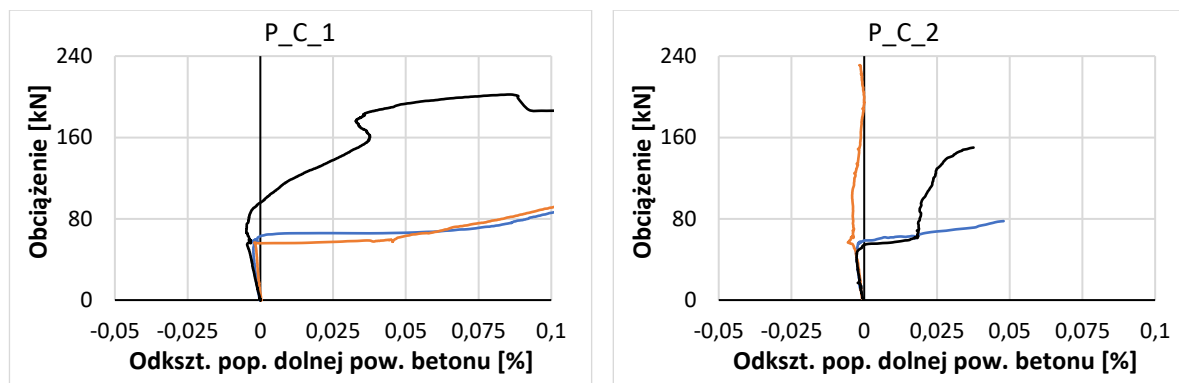 P_C_1
240
160
80
0
-0,05 -0,025 0 0,025 0,05 0,075 0,1
Obciążenie [kN]
Odkszt. pop. dolnej pow. betonu [%]
P_C_2
240
160
80
0
-0,05 -0,025 0 0,025 0,05 0,075 0,1
Obciążenie [kN]
Odkszt. pop. dolnej pow. betonu [%]